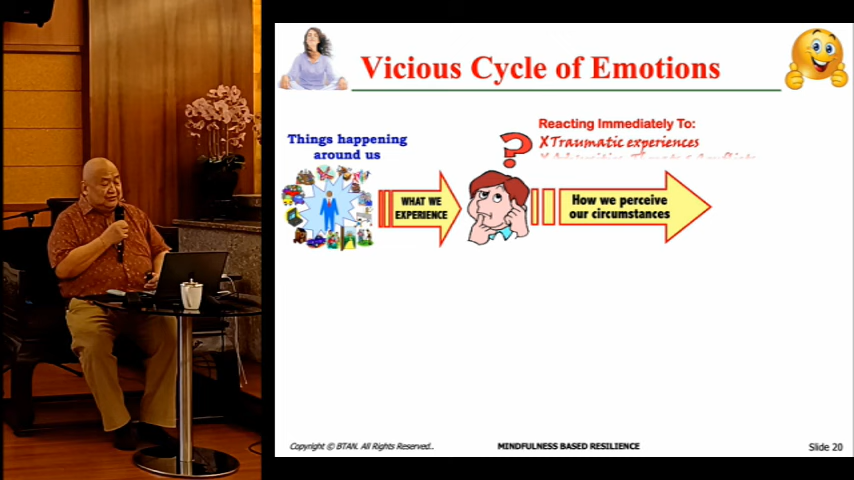 Vicious Cycle of Emotions
Reacting Immediately To:
X Traumatic experiences
Things happening
around us
?
WHAT WE
EXPERIENCE
How we perceive
our circumstances
Copyright © BTAN. All Rights Reserved..
MINDFULNESS BASED RESILIENCE
Slide 20